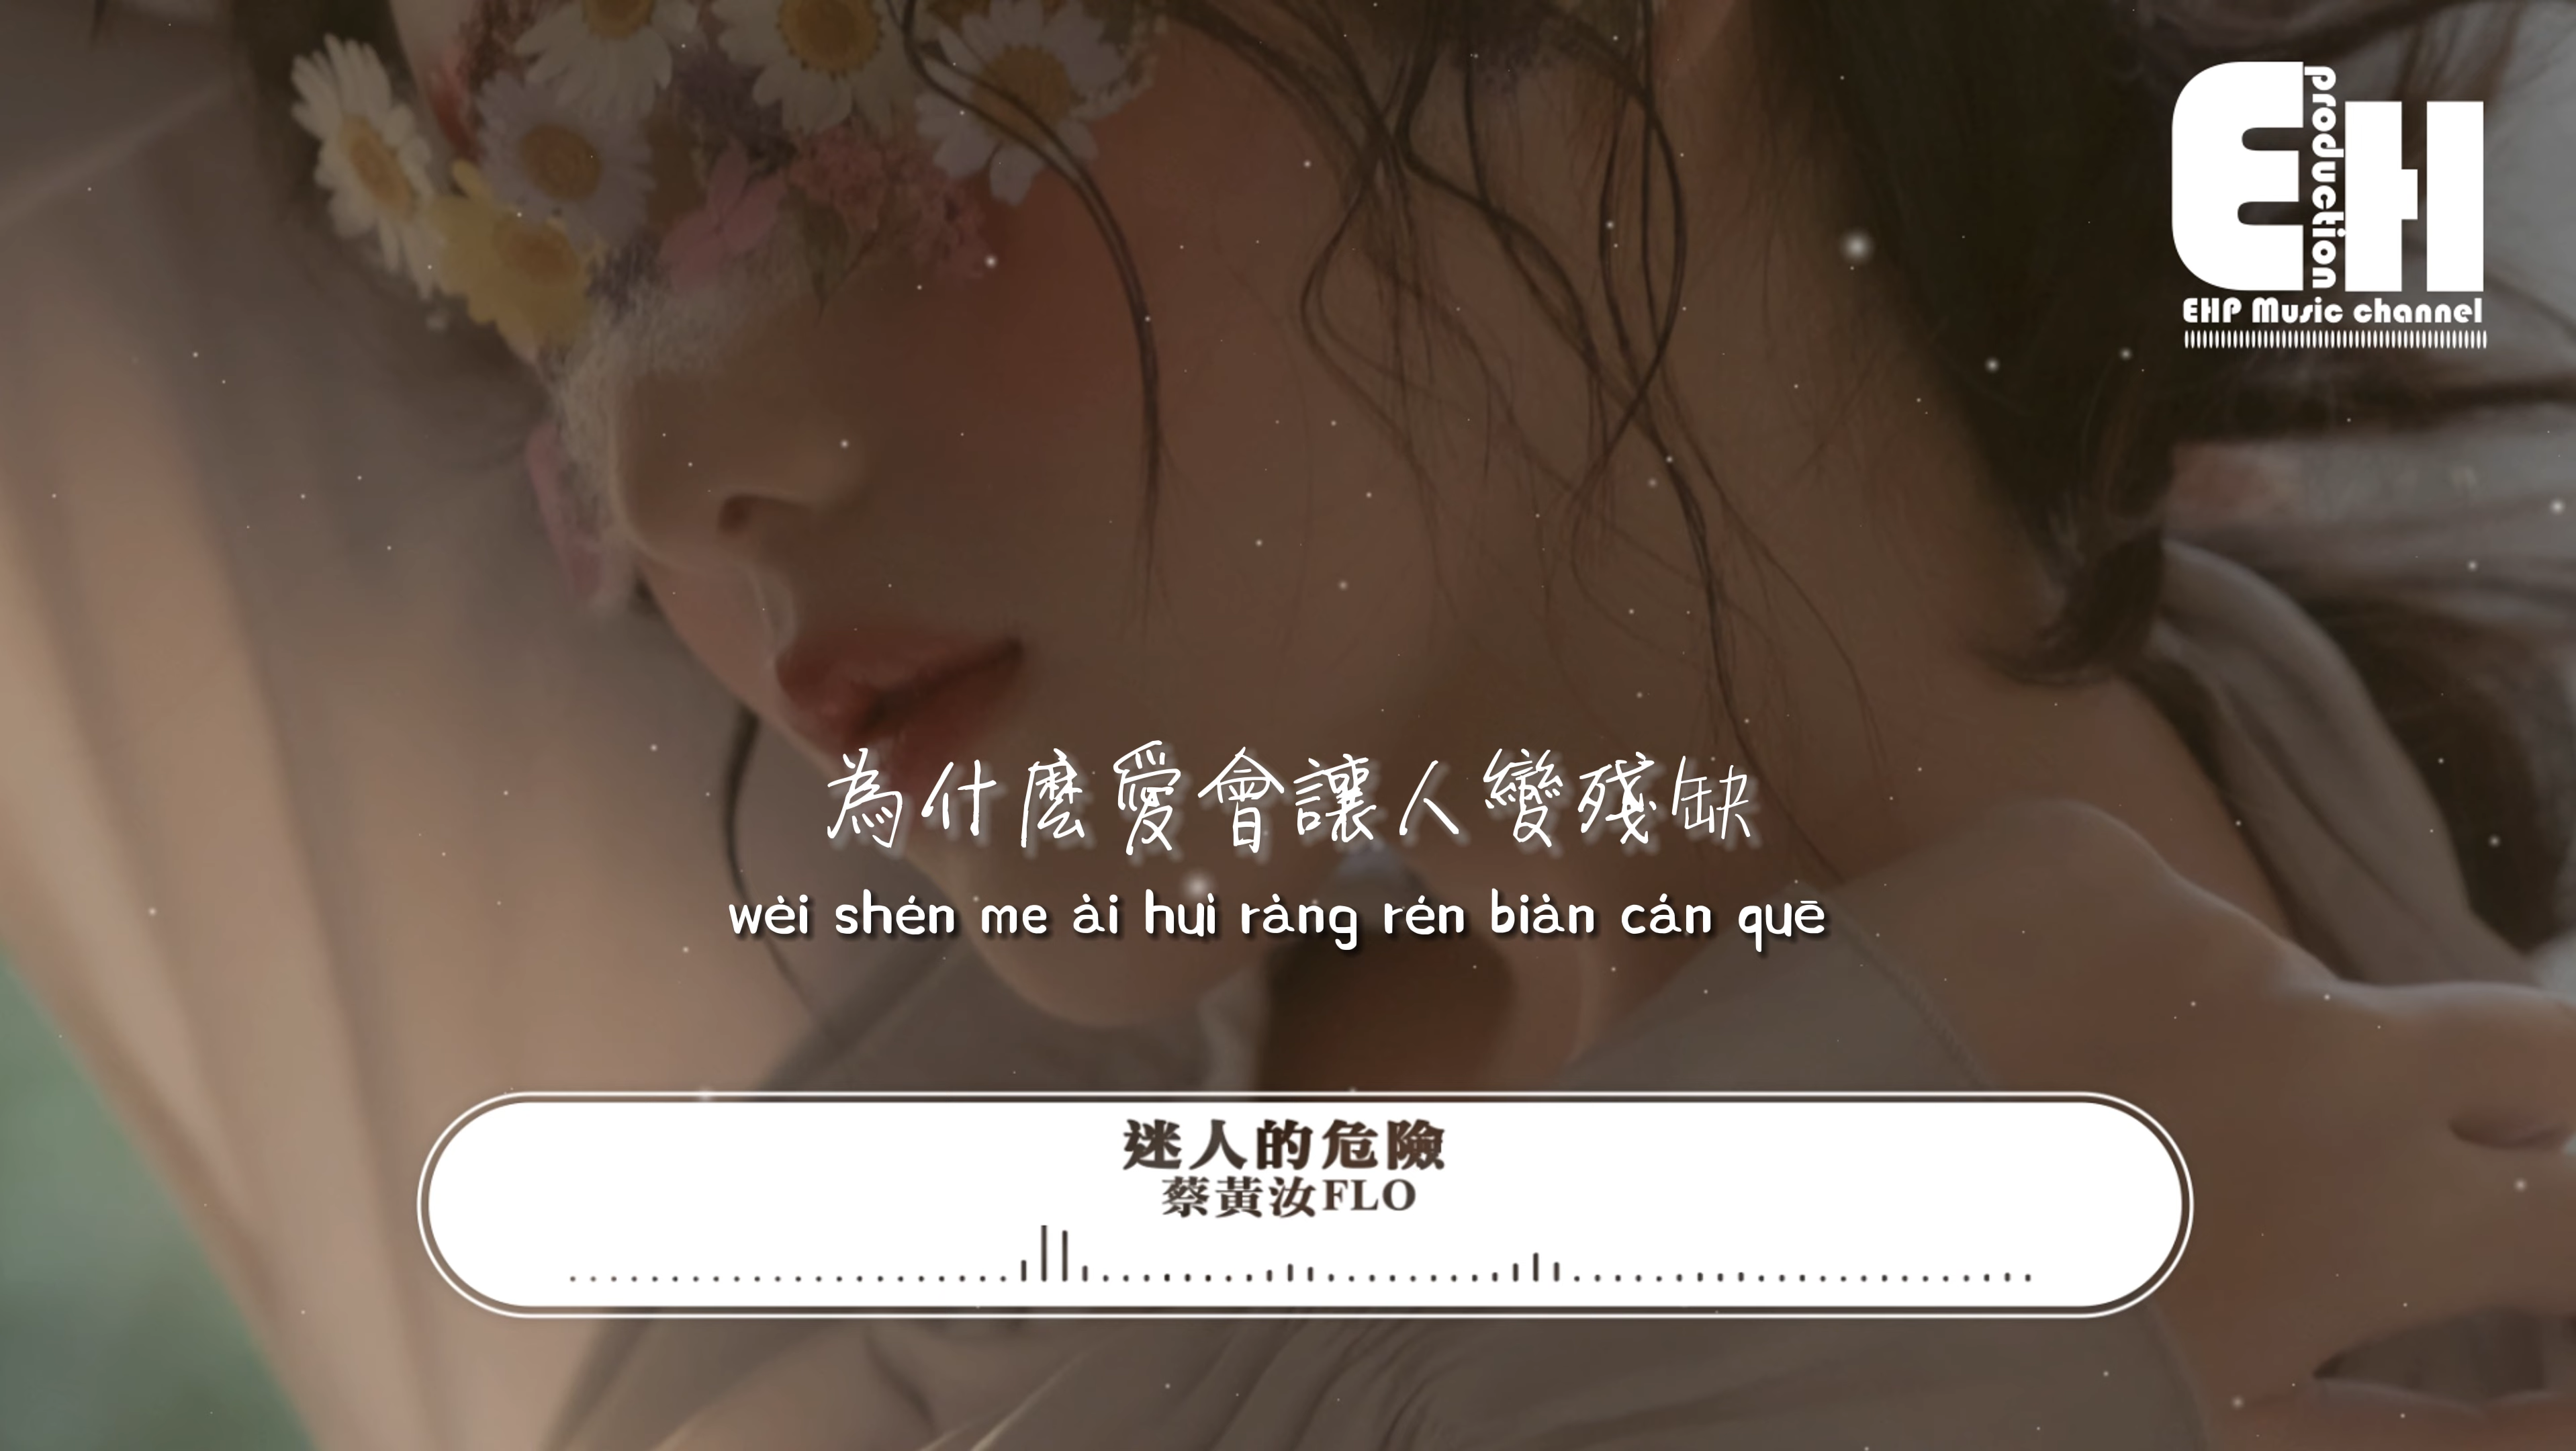 EH
production
EHP Music channel
為什麼愛會讓人變殘缺
wèi shén me ài huì ràng rén biàn cán quē
迷人的危險
蔡黃汝FLO